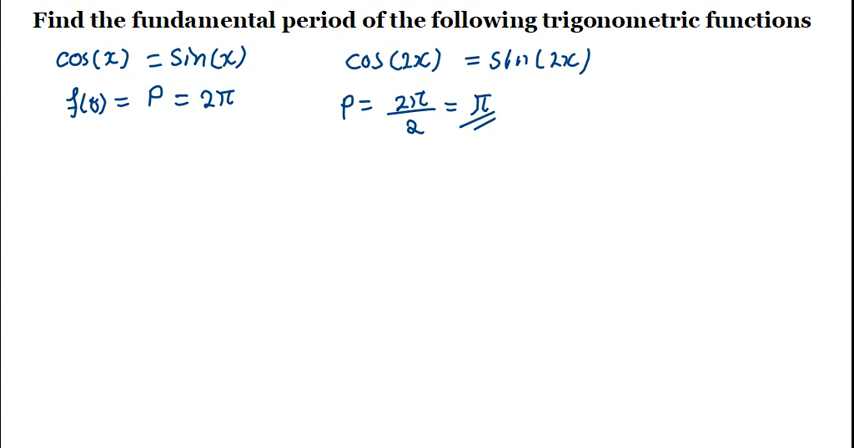 Find the fundamental period of the following trigonometric functions
cos(x) = sin(x)
f(x) = P = 2π
cos(2x) = sin(2x)
P = 2π/2 = π